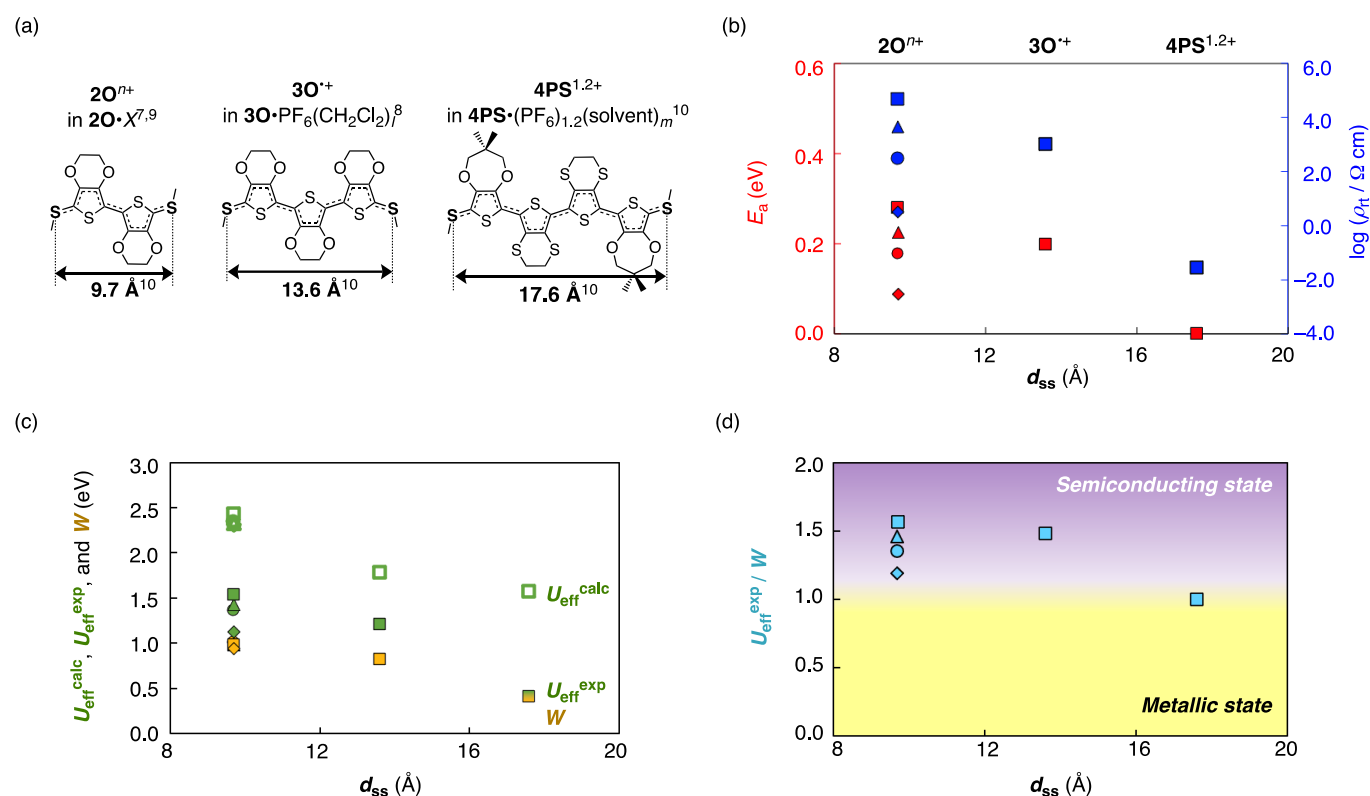 (a)
2Oⁿ⁺
in 2O•X⁷,⁹
3O•⁺
in 3O•PF₆(CH₂Cl₂)ₗ⁸
4PS¹·²⁺
in 4PS•(PF₆)₁.₂(solvent)ₘ¹⁰
O O S S S S O O
9.7 Å¹⁰
O O O O S S S S S O O
13.6 Å¹⁰
O O S S S S S S S S S S O O
17.6 Å¹⁰
(b)
2Oⁿ⁺ 3O•⁺ 4PS¹·²⁺
0.6
0.4
0.2
0.0
Eₐ (eV)
6.0
4.0
2.0
0.0
−2.0
−4.0
log (ρrt / Ω cm)
8 12 16 20
dss (Å)
(c)
3.0
2.5
2.0
1.5
1.0
0.5
0.0
Ueffᶜᵃˡᶜ, Ueffᵉˣᵖ, and W (eV)
Ueffᶜᵃˡᶜ
Ueffᵉˣᵖ
W
8 12 16 20
dss (Å)
(d)
2.0
1.5
1.0
0.5
0.0
Ueffᵉˣᵖ / W
Semiconducting state
Metallic state
8 12 16 20
dss (Å)